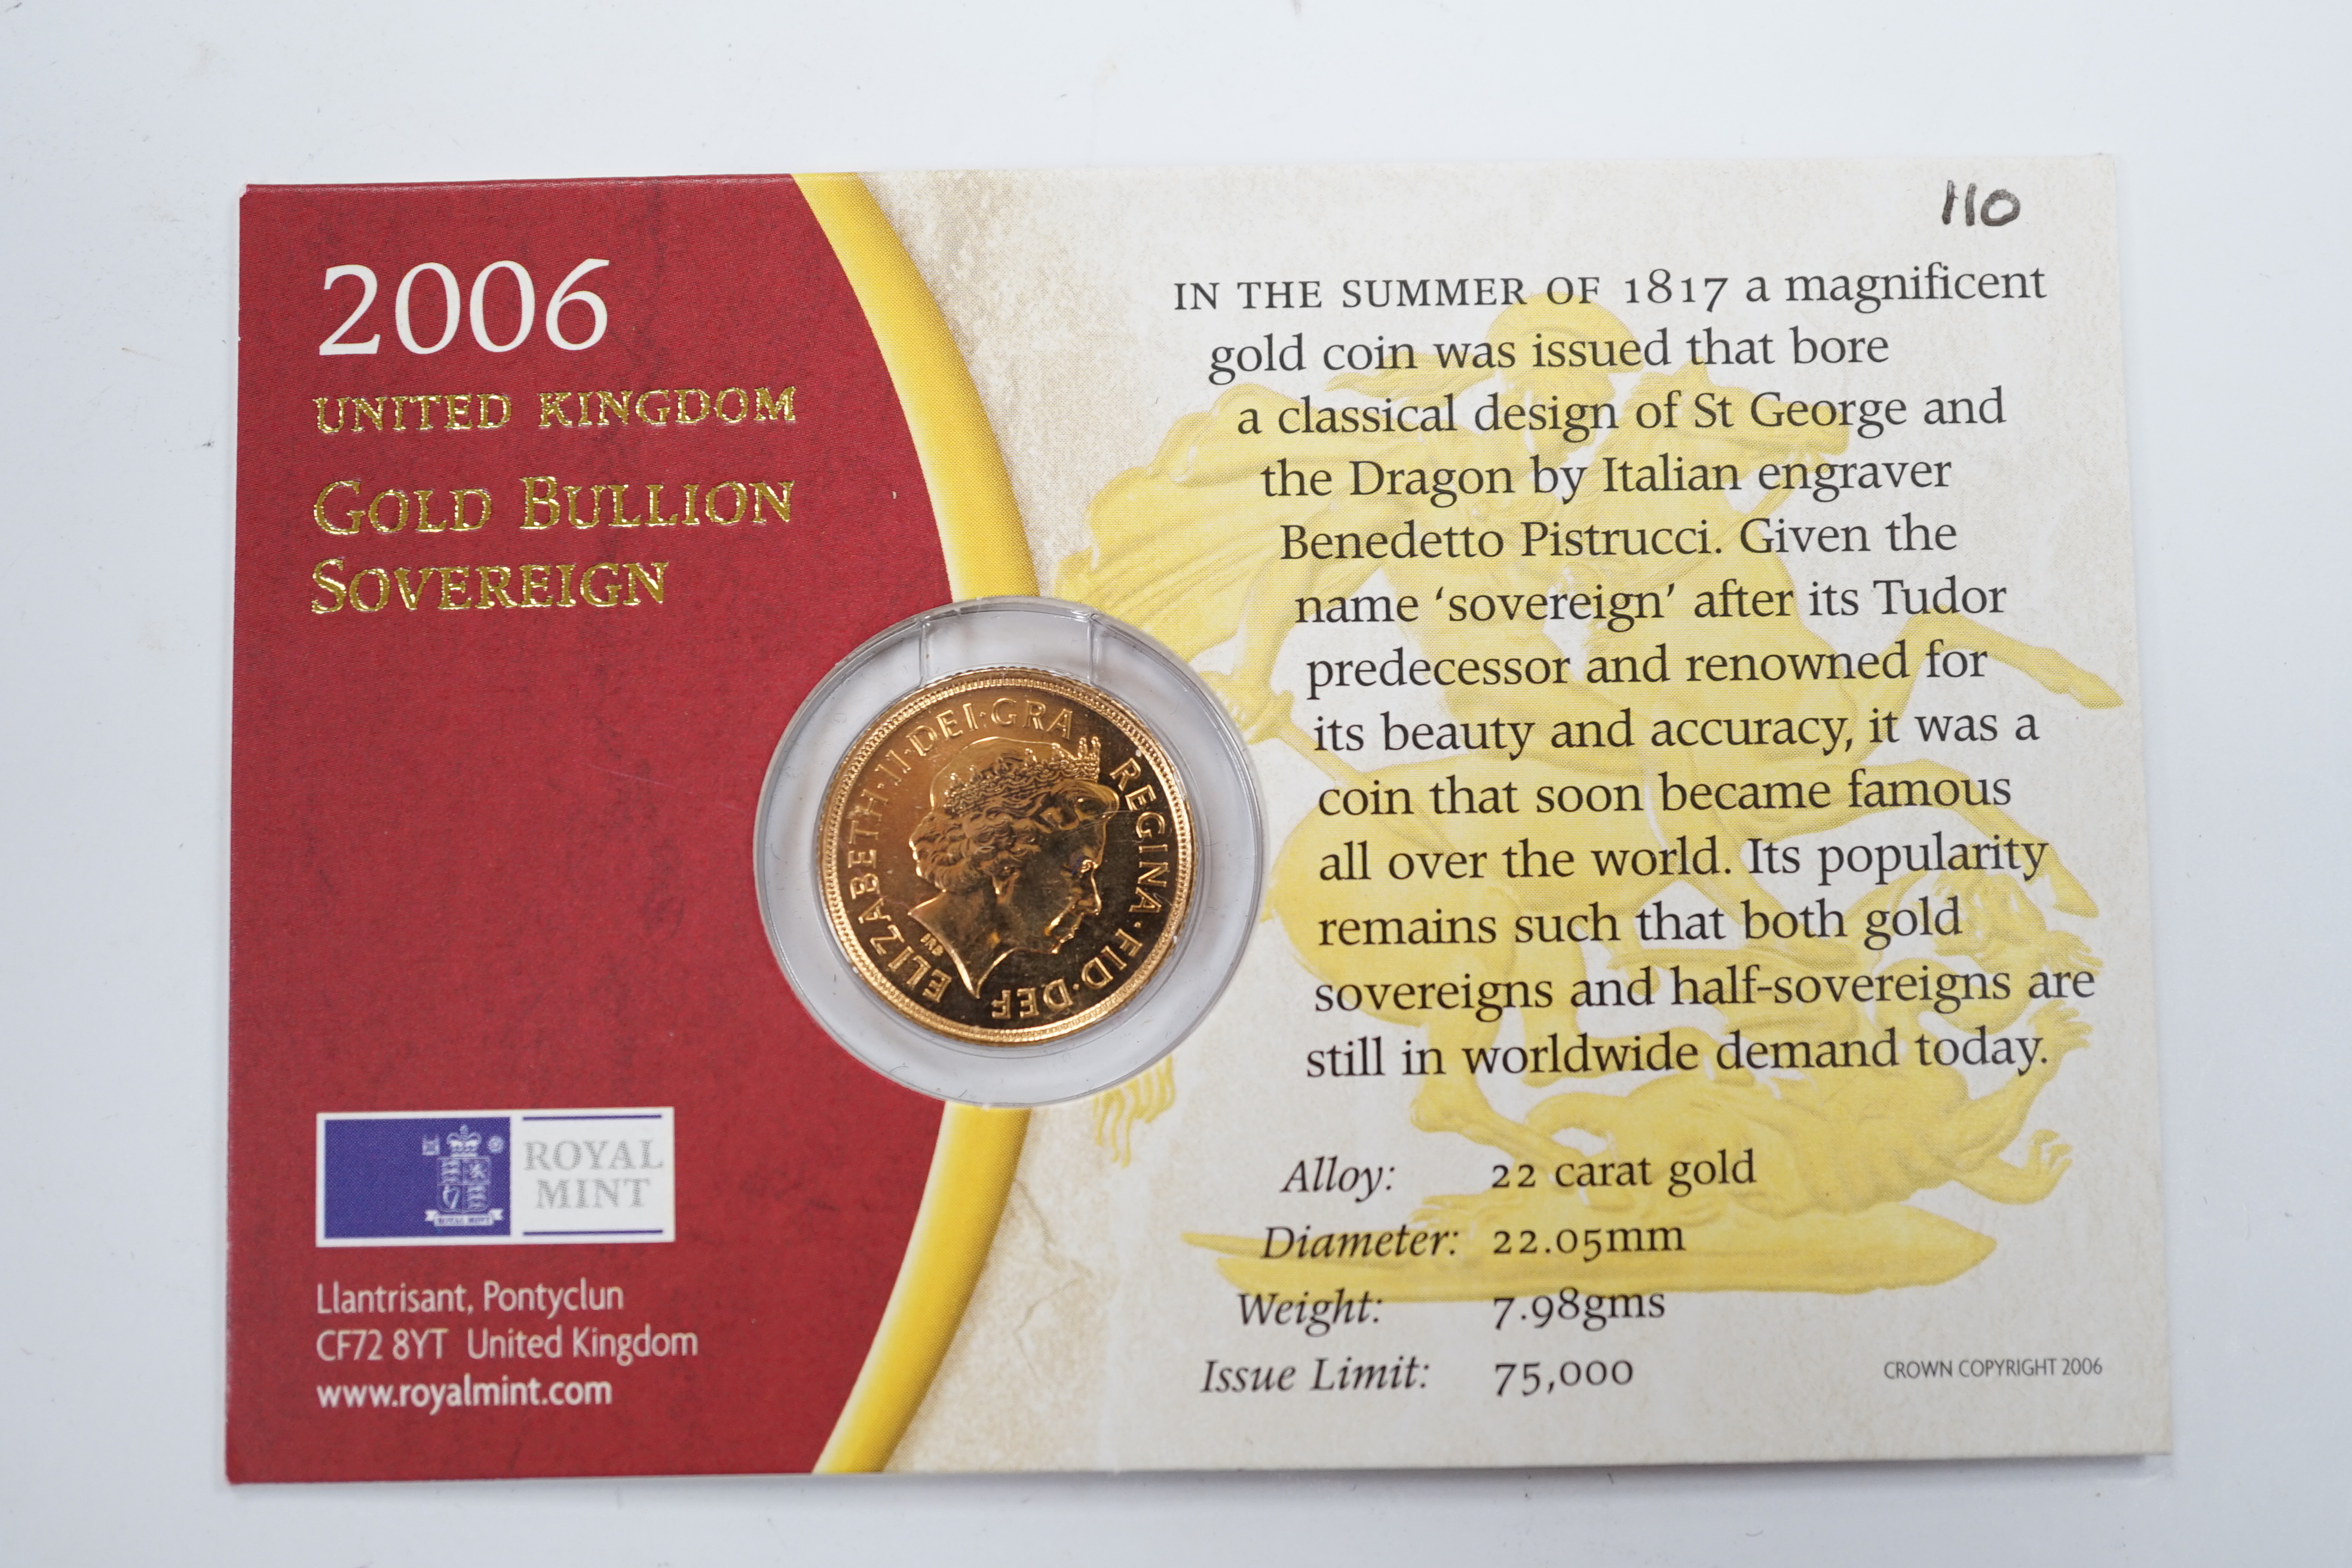 2006
UNITED KINGDOM
GOLD BULLION
SOVEREIGN
ROYAL MINT
ROYAL
MINT
Llantrisant, Pontyclun
CF72 8YT United Kingdom
www.royalmint.com
ELIZABETH·II·DEI·GRA
REGINA·FID·DEF
IRB
110
IN THE SUMMER OF 1817 a magnificent
gold coin was issued that bore
a classical design of St George and
the Dragon by Italian engraver
Benedetto Pistrucci. Given the
name ‘sovereign’ after its Tudor
predecessor and renowned for
its beauty and accuracy, it was a
coin that soon became famous
all over the world. Its popularity
remains such that both gold
sovereigns and half-sovereigns are
still in worldwide demand today.
Alloy: 22 carat gold
Diameter: 22.05mm
Weight: 7.98gms
Issue Limit: 75,000
CROWN COPYRIGHT 2006